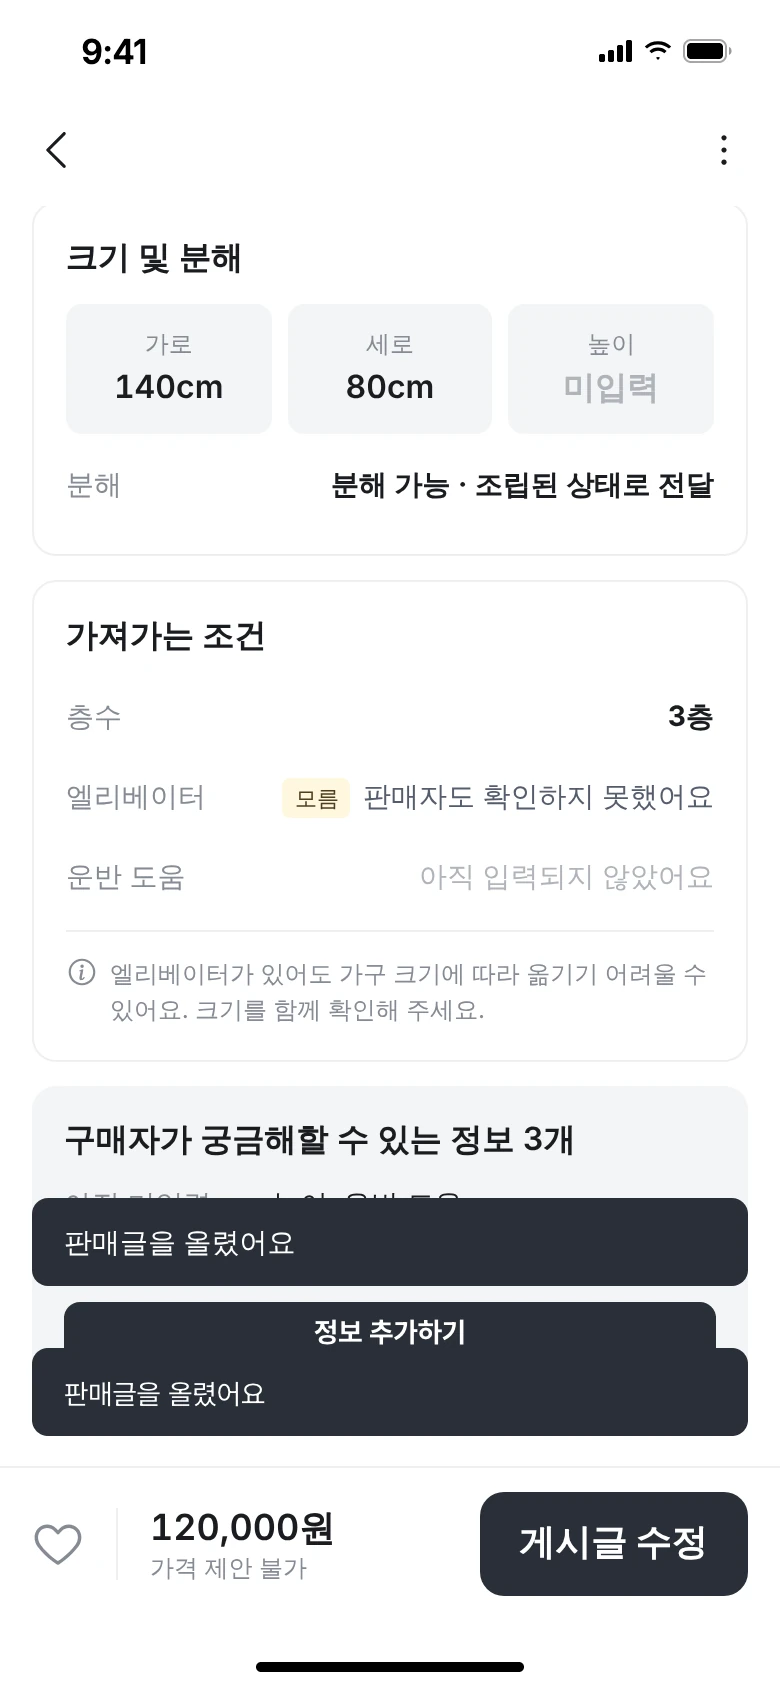 9:41
크기 및 분해
가로 세로 높이
140cm 80cm 미입력
분해 분해 가능 · 조립된 상태로 전달
가져가는 조건
층수 3층
엘리베이터 모름 판매자도 확인하지 못했어요
운반 도움 아직 입력되지 않았어요
엘리베이터가 있어도 가구 크기에 따라 옮기기 어려울 수
있어요. 크기를 함께 확인해 주세요.
구매자가 궁금해할 수 있는 정보 3개
판매글을 올렸어요
정보 추가하기
판매글을 올렸어요
120,000원
가격 제안 불가
게시글 수정